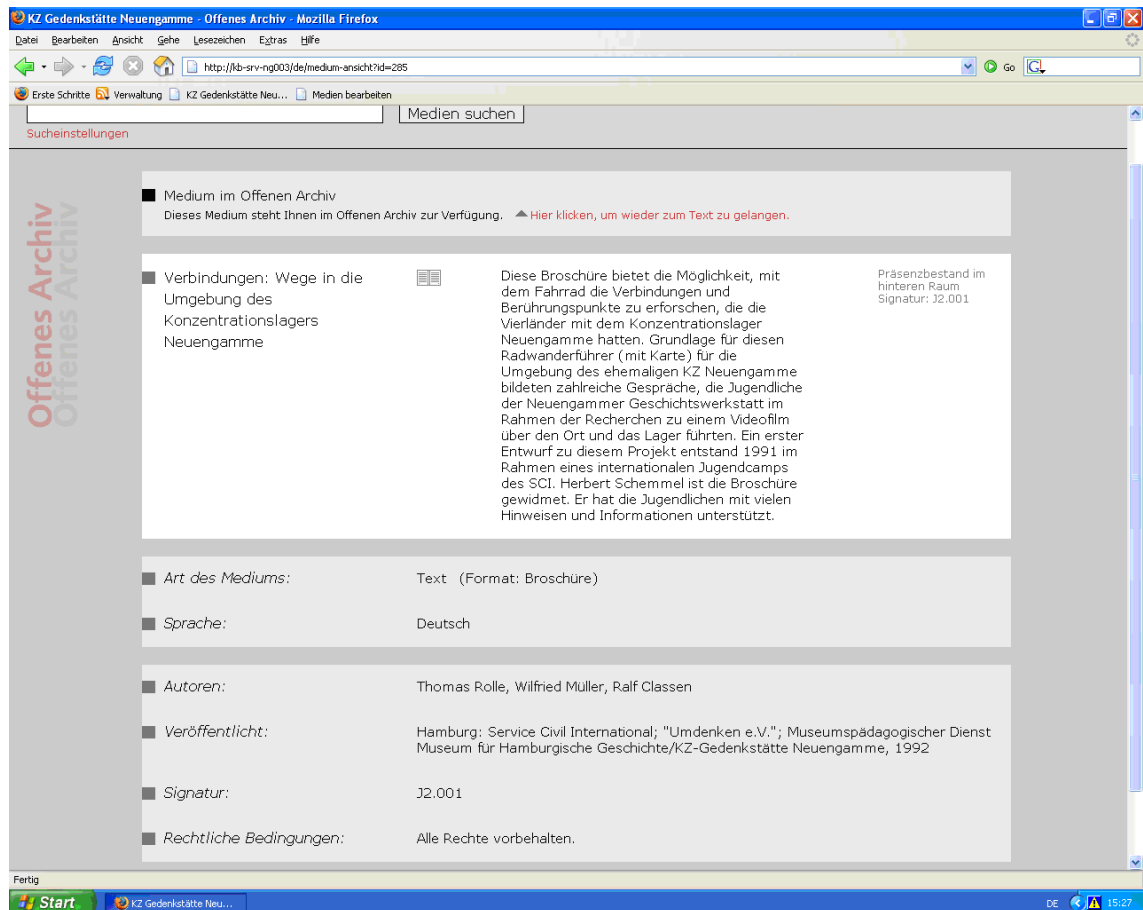 KZ Gedenkstätte Neuengamme - Offenes Archiv - Mozilla Firefox
Datei Bearbeiten Ansicht Gehe Lesezeichen Extras Hilfe
http://kb-srv-ng003/de/medium-ansicht?id=285
Go
G
Erste Schritte Verwaltung KZ Gedenkstätte Neu... Medien bearbeiten
Medien suchen
Sucheinstellungen
Offenes Archiv
Offenes Archiv
Medium im Offenen Archiv
Dieses Medium steht Ihnen im Offenen Archiv zur Verfügung. Hier klicken, um wieder zum Text zu gelangen.
Verbindungen: Wege in die
Umgebung des
Konzentrationslagers
Neuengamme
Diese Broschüre bietet die Möglichkeit, mit
dem Fahrrad die Verbindungen und
Berührungspunkte zu erforschen, die die
Vierländer mit dem Konzentrationslager
Neuengamme hatten. Grundlage für diesen
Radwanderführer (mit Karte) für die
Umgebung des ehemaligen KZ Neuengamme
bildeten zahlreiche Gespräche, die Jugendliche
der Neuengammer Geschichtswerkstatt im
Rahmen der Recherchen zu einem Videofilm
über den Ort und das Lager führten. Ein erster
Entwurf zu diesem Projekt entstand 1991 im
Rahmen eines internationalen Jugendcamps
des SCI. Herbert Schemmel ist die Broschüre
gewidmet. Er hat die Jugendlichen mit vielen
Hinweisen und Informationen unterstützt.
Präsenzbestand im
hinteren Raum
Signatur: J2.001
Art des Mediums: Text (Format: Broschüre)
Sprache: Deutsch
Autoren: Thomas Rolle, Wilfried Müller, Ralf Classen
Veröffentlicht: Hamburg: Service Civil International; "Umdenken e.V."; Museumspädagogischer Dienst
Museum für Hamburgische Geschichte/KZ-Gedenkstätte Neuengamme, 1992
Signatur: J2.001
Rechtliche Bedingungen: Alle Rechte vorbehalten.
Fertig
Start KZ Gedenkstätte Neu... DE 15:27